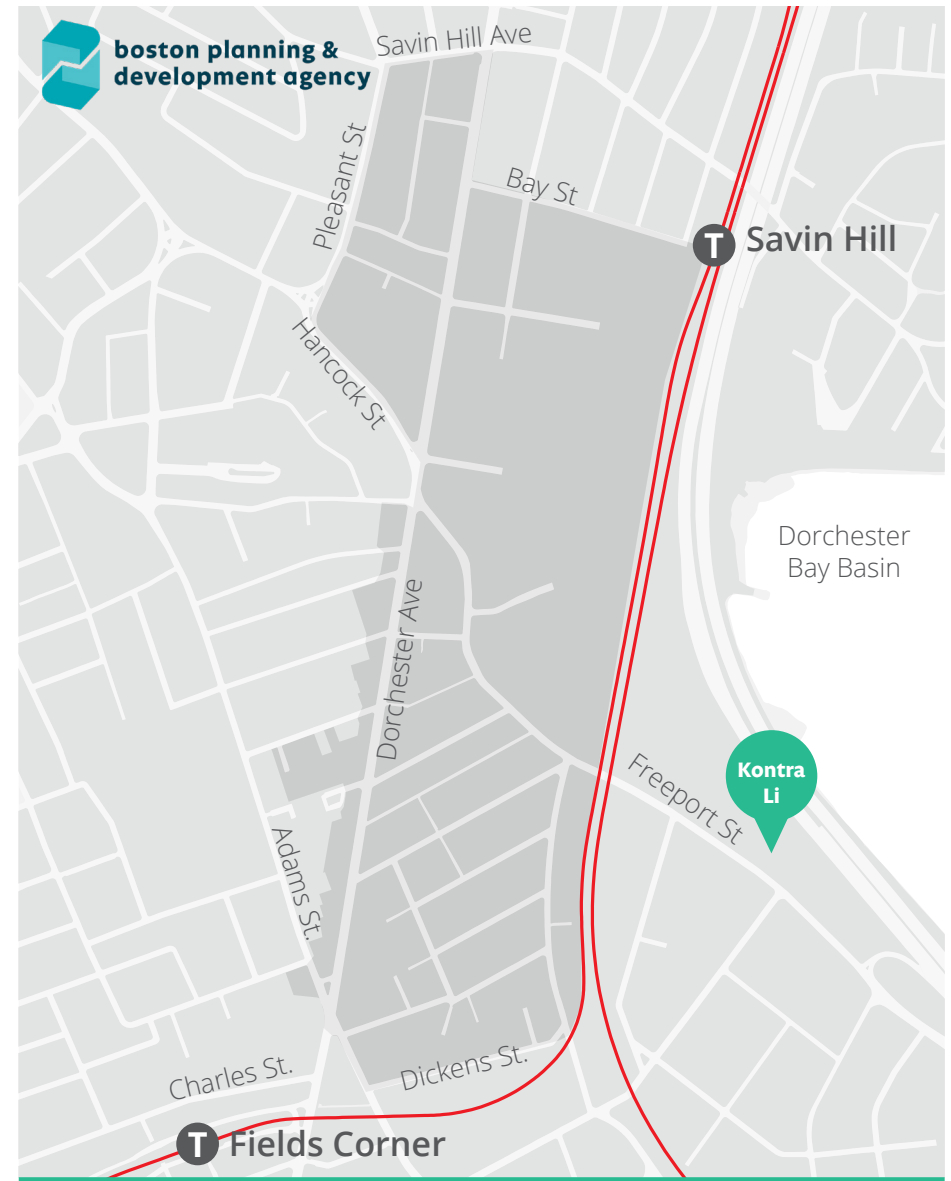 boston planning &
development agency
Savin Hill Ave
Pleasant St
Bay St
T Savin Hill
Hancock St
Dorchester
Bay Basin
Dorchester Ave
Freeport St
Kontra
Li
Adams St.
Charles St.
Dickens St.
T Fields Corner